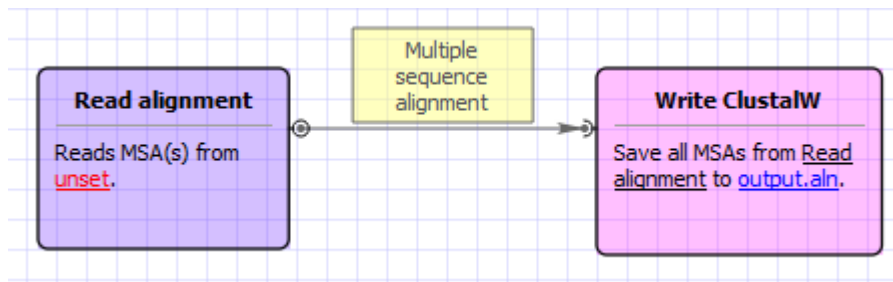 Multiple
sequence
alignment
Read alignment
Reads MSA(s) from
unset.
Write ClustalW
Save all MSAs from Read
alignment to output.aln.